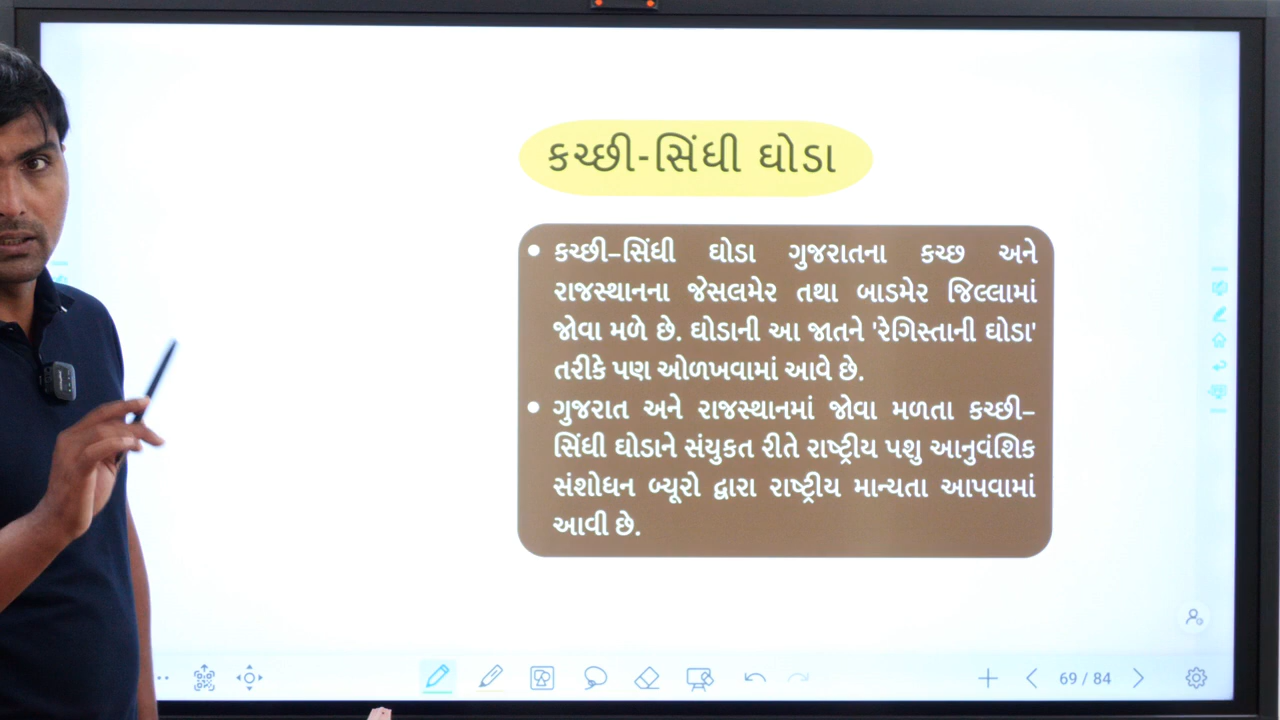 કચ્છી-સિંધી ઘોડા
કચ્છી–સિંધી ઘોડા ગુજરાતના કચ્છ અને
રાજસ્થાનના જેસલમેર તથા બાડમેર જિલ્લામાં
જોવા મળે છે. ઘોડાની આ જાતને 'રેગિસ્તાની ઘોડા'
તરીકે પણ ઓળખવામાં આવે છે.
ગુજરાત અને રાજસ્થાનમાં જોવા મળતા કચ્છી–
સિંધી ઘોડાને સંયુકત રીતે રાષ્ટ્રીય પશુ આનુવંશિક
સંશોધન બ્યૂરો દ્વારા રાષ્ટ્રીય માન્યતા આપવામાં
આવી છે.
69 / 84